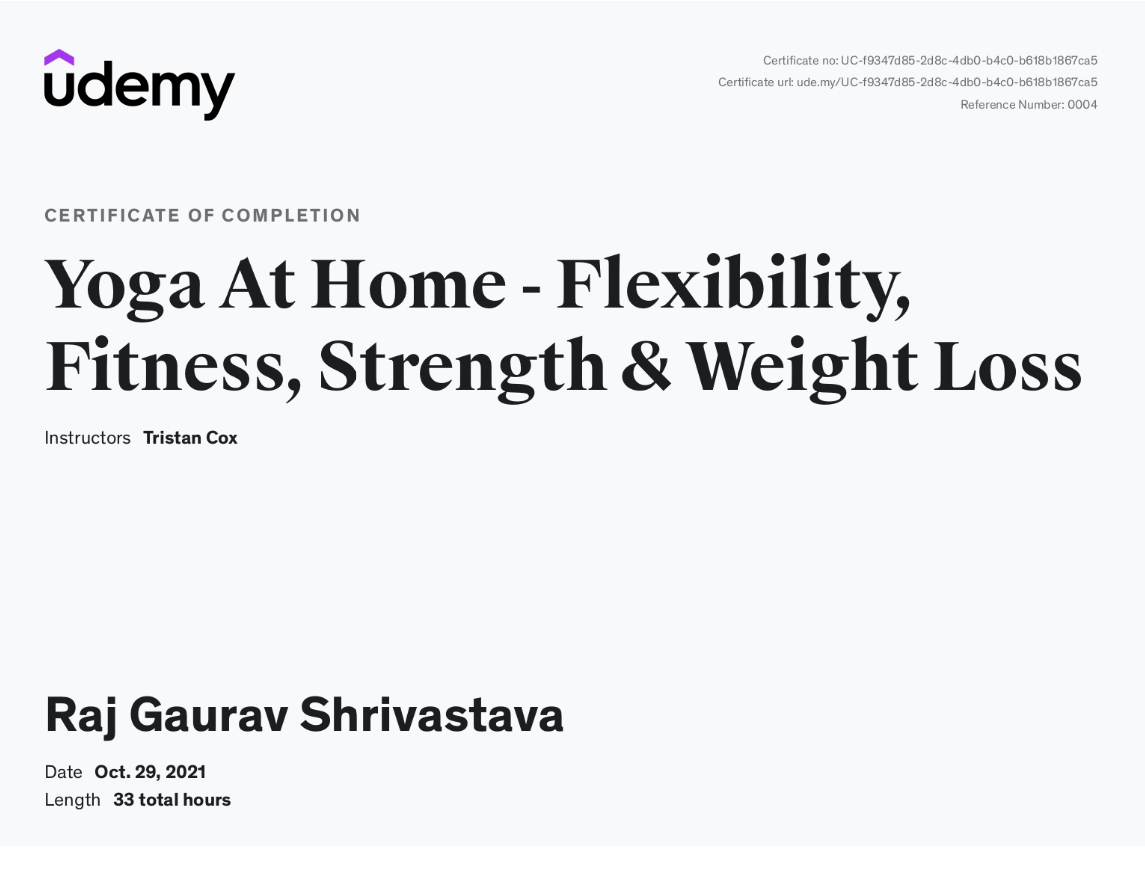 udemy
Certificate no: UC-f9347d85-2d8c-4db0-b4c0-b618b1867ca5
Certificate url: ude.my/UC-f9347d85-2d8c-4db0-b4c0-b618b1867ca5
Reference Number: 0004
CERTIFICATE OF COMPLETION
Yoga At Home - Flexibility,
Fitness, Strength & Weight Loss
Instructors Tristan Cox
Raj Gaurav Shrivastava
Date Oct. 29, 2021
Length 33 total hours